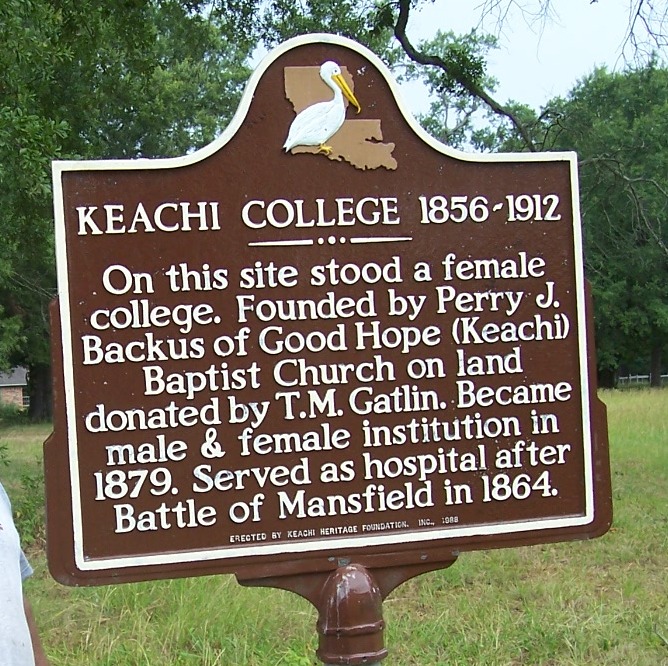 KEACHI COLLEGE 1856-1912
On this site stood a female
college. Founded by Perry J.
Backus of Good Hope (Keachi)
Baptist Church on land
donated by T.M. Gatlin. Became
male & female institution in
1879. Served as hospital after
Battle of Mansfield in 1864.
ERECTED BY KEACHI HERITAGE FOUNDATION, INC., 1988